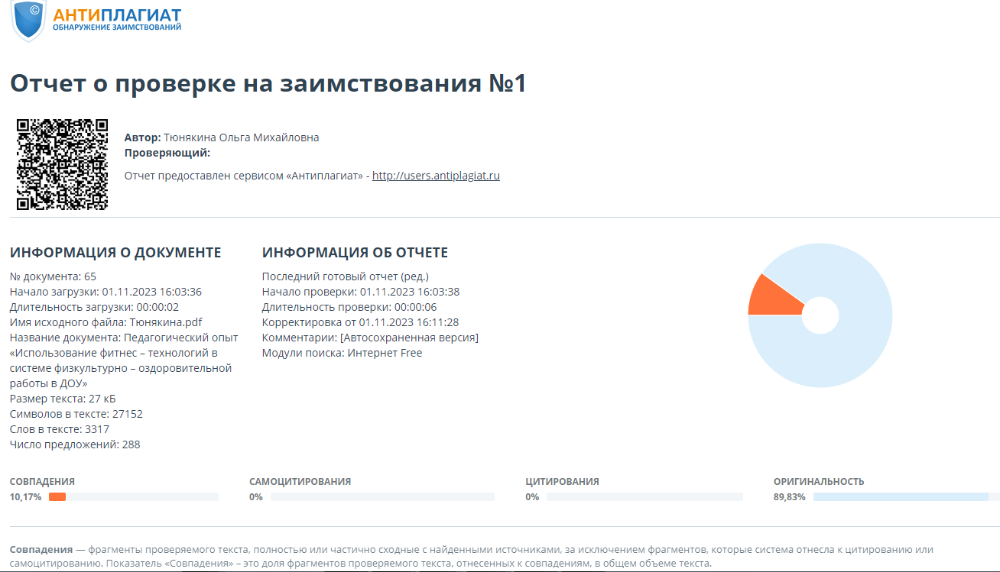 ©
АНТИПЛАГИАТ
ОБНАРУЖЕНИЕ ЗАИМСТВОВАНИЙ
Отчет о проверке на заимствования №1
Автор: Тюнякина Ольга Михайловна
Проверяющий:
Отчет предоставлен сервисом «Антиплагиат» - http://users.antiplagiat.ru
ИНФОРМАЦИЯ О ДОКУМЕНТЕ
№ документа: 65
Начало загрузки: 01.11.2023 16:03:36
Длительность загрузки: 00:00:02
Имя исходного файла: Тюнякина.pdf
Название документа: Педагогический опыт
«Использование фитнес – технологий в
системе физкультурно – оздоровительной
работы в ДОУ»
Размер текста: 27 кБ
Cимволов в тексте: 27152
Слов в тексте: 3317
Число предложений: 288
ИНФОРМАЦИЯ ОБ ОТЧЕТЕ
Последний готовый отчет (ред.)
Начало проверки: 01.11.2023 16:03:38
Длительность проверки: 00:00:06
Корректировка от 01.11.2023 16:11:28
Комментарии: [Автосохраненная версия]
Модули поиска: Интернет Free
СОВПАДЕНИЯ
10,17%
САМОЦИТИРОВАНИЯ
0%
ЦИТИРОВАНИЯ
0%
ОРИГИНАЛЬНОСТЬ
89,83%
Совпадения — фрагменты проверяемого текста, полностью или частично сходные с найденными источниками, за исключением фрагментов, которые система отнесла к цитированию или
самоцитированию. Показатель «Совпадения» – это доля фрагментов проверяемого текста, отнесенных к совпадениям, в общем объеме текста.